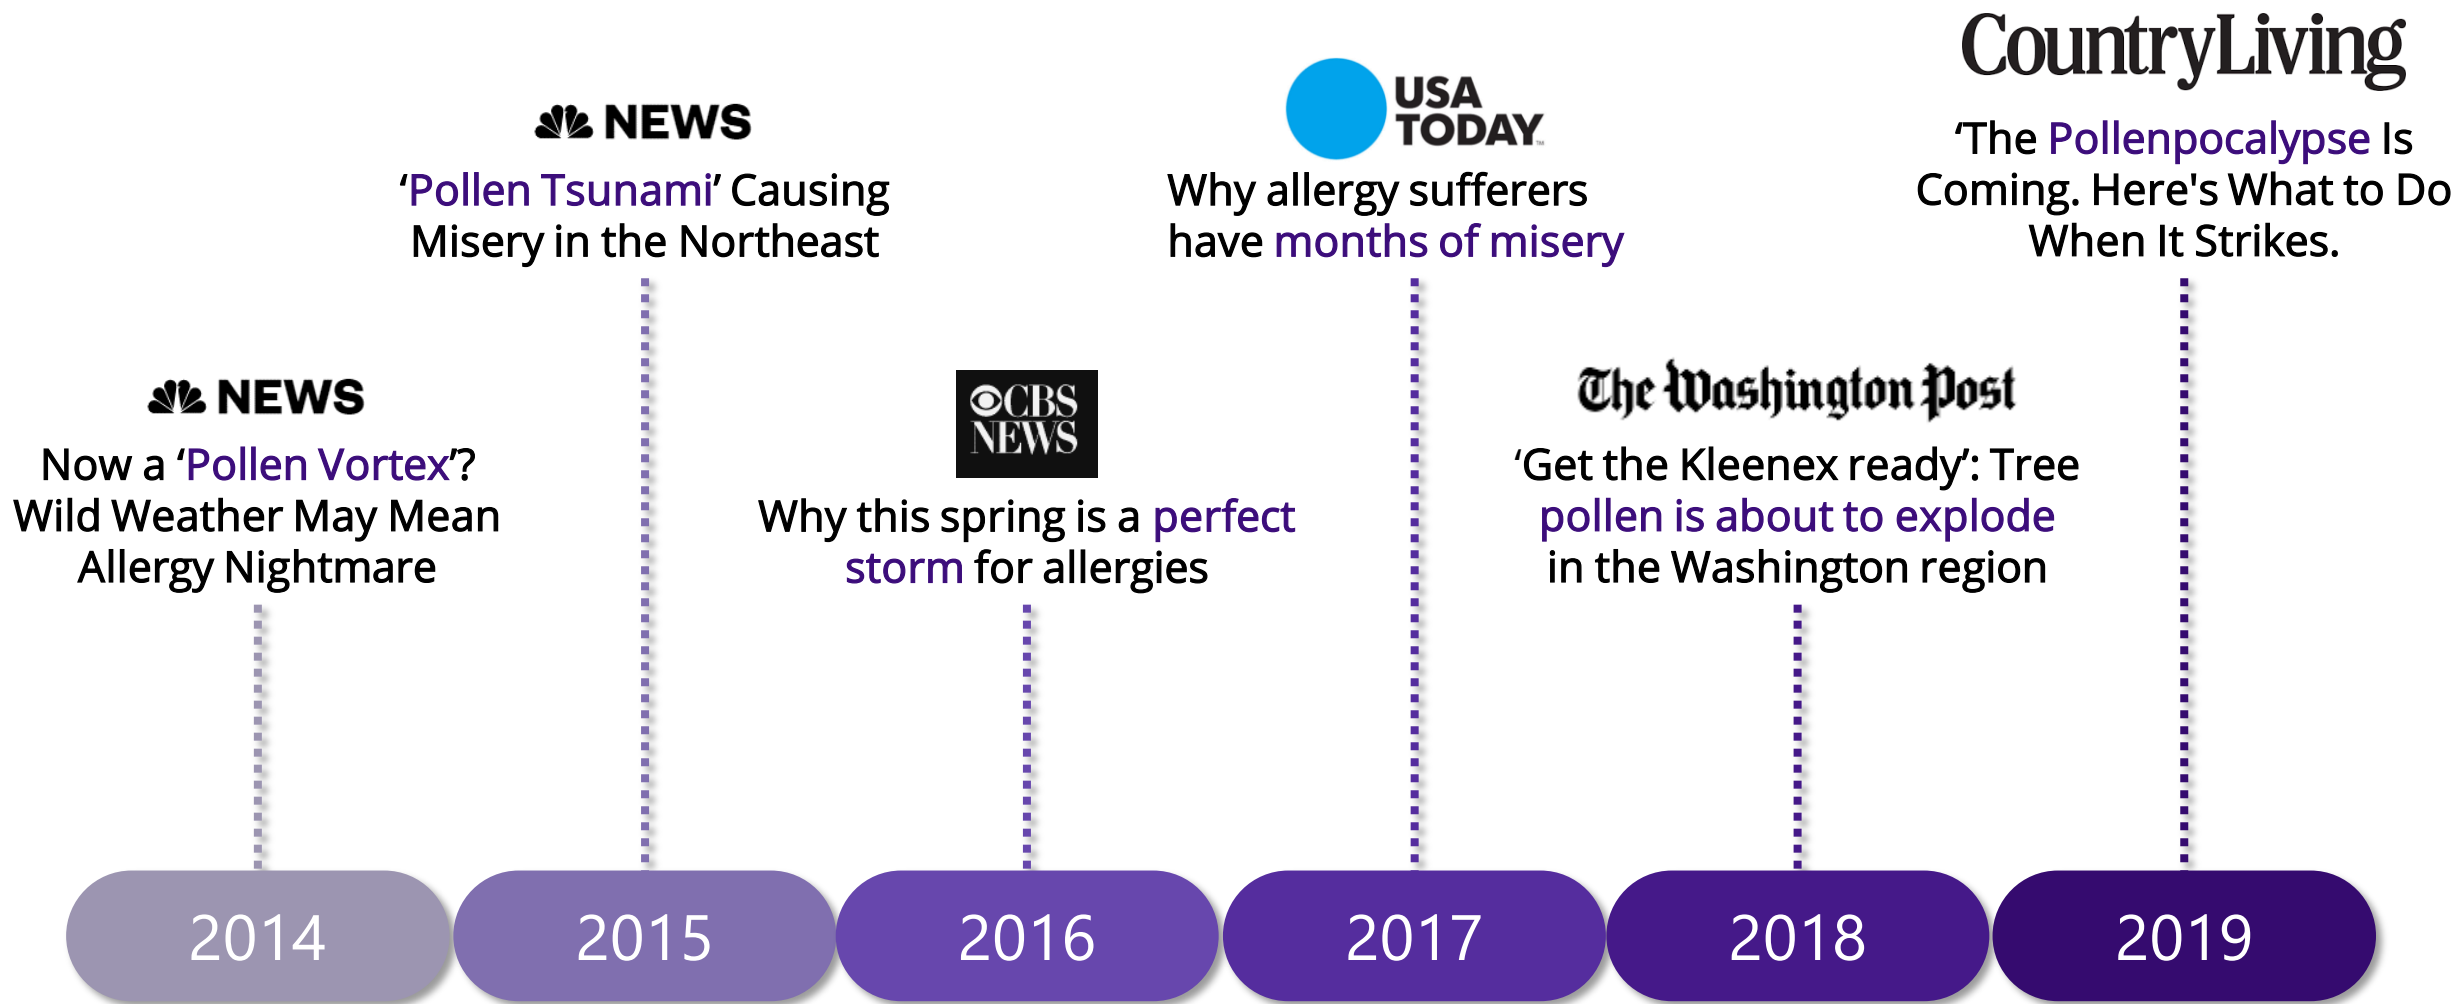 NEWS
Now a ‘Pollen Vortex’?
Wild Weather May Mean
Allergy Nightmare
NEWS
‘Pollen Tsunami’ Causing
Misery in the Northeast
CBS
NEWS
Why this spring is a perfect
storm for allergies
USA
TODAY
Why allergy sufferers
have months of misery
The Washington Post
‘Get the Kleenex ready’: Tree
pollen is about to explode
in the Washington region
CountryLiving
‘The Pollenpocalypse Is
Coming. Here's What to Do
When It Strikes.
2014
2015
2016
2017
2018
2019